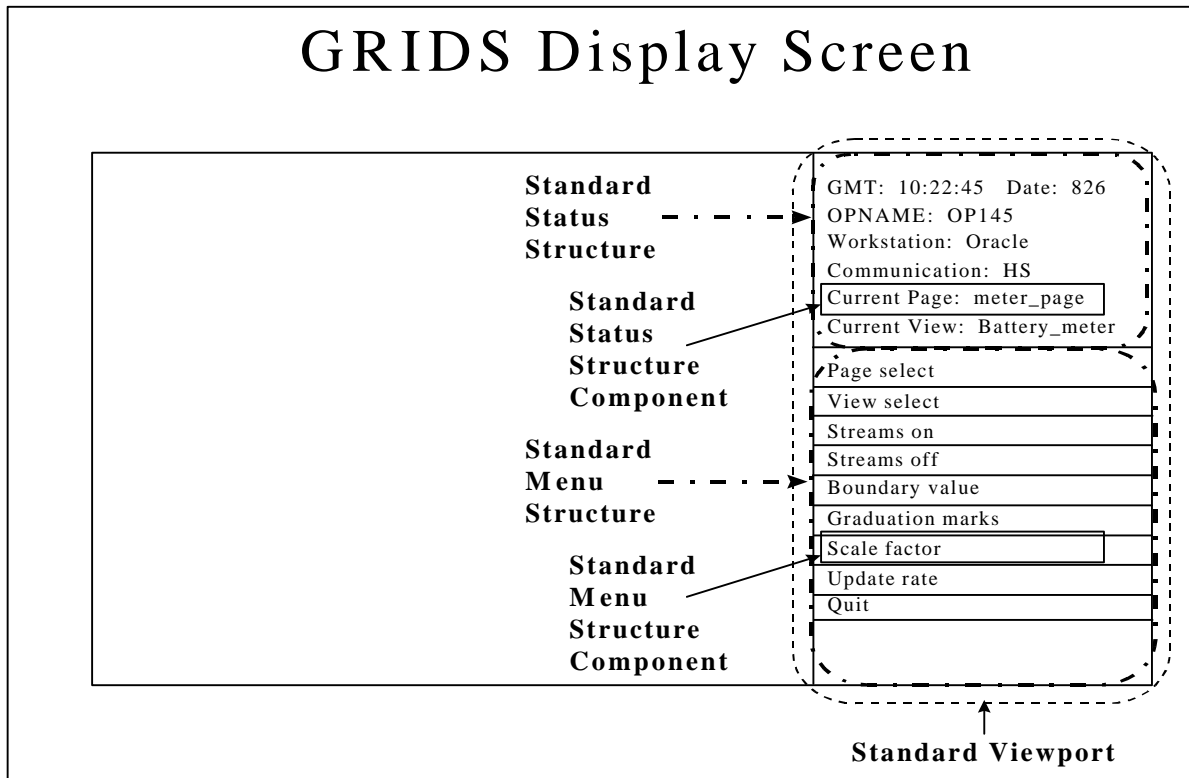 GRIDS Display Screen
Standard
Status
Structure
GMT: 10:22:45 Date: 826
OPNAME: OP145
Workstation: Oracle
Communication: HS
Current Page: meter_page
Current View: Battery_meter
Standard
Status
Structure
Component
Page select
View select
Streams on
Streams off
Boundary value
Graduation marks
Scale factor
Update rate
Quit
Standard
Menu
Structure
Standard
Menu
Structure
Component
Standard Viewport